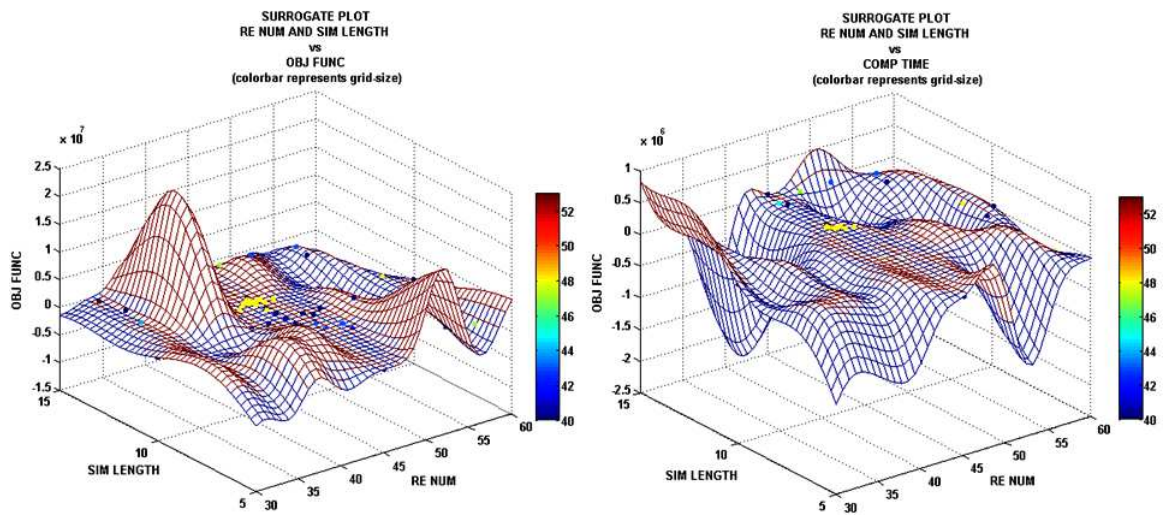 SURROGATE PLOT
RE NUM AND SIM LENGTH
vs
OBJ FUNC
(colorbar represents grid-size)
x 10^7
2.5
2
1.5
1
0.5
0
-0.5
-1
-1.5
OBJ FUNC
15
10
5
SIM LENGTH
30
35
40
45
50
55
60
RE NUM
52
50
48
46
44
42
40
SURROGATE PLOT
RE NUM AND SIM LENGTH
vs
COMP TIME
(colorbar represents grid-size)
x 10^6
1
0.5
0
-0.5
-1
-1.5
-2
-2.5
OBJ FUNC
15
10
5
SIM LENGTH
30
35
40
45
50
55
60
RE NUM
52
50
48
46
44
42
40